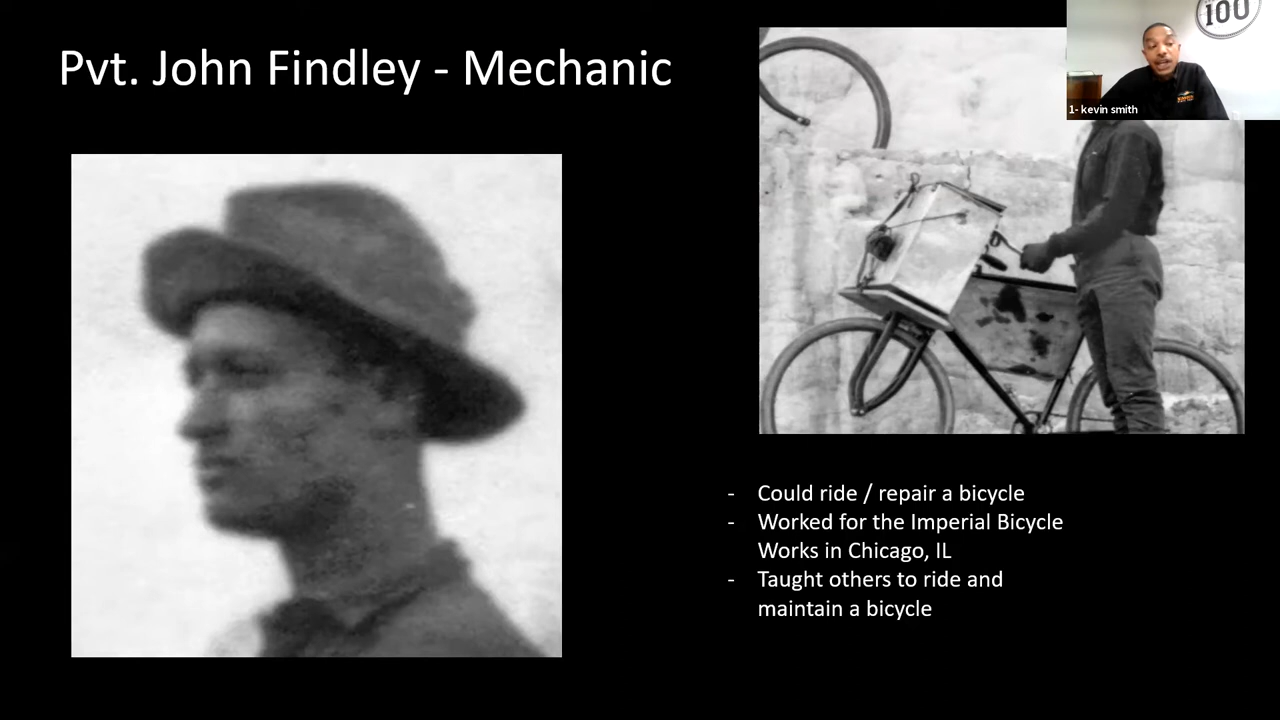 Pvt. John Findley - Mechanic
100
1- kevin smith
- Could ride / repair a bicycle
- Worked for the Imperial Bicycle
Works in Chicago, IL
- Taught others to ride and
maintain a bicycle